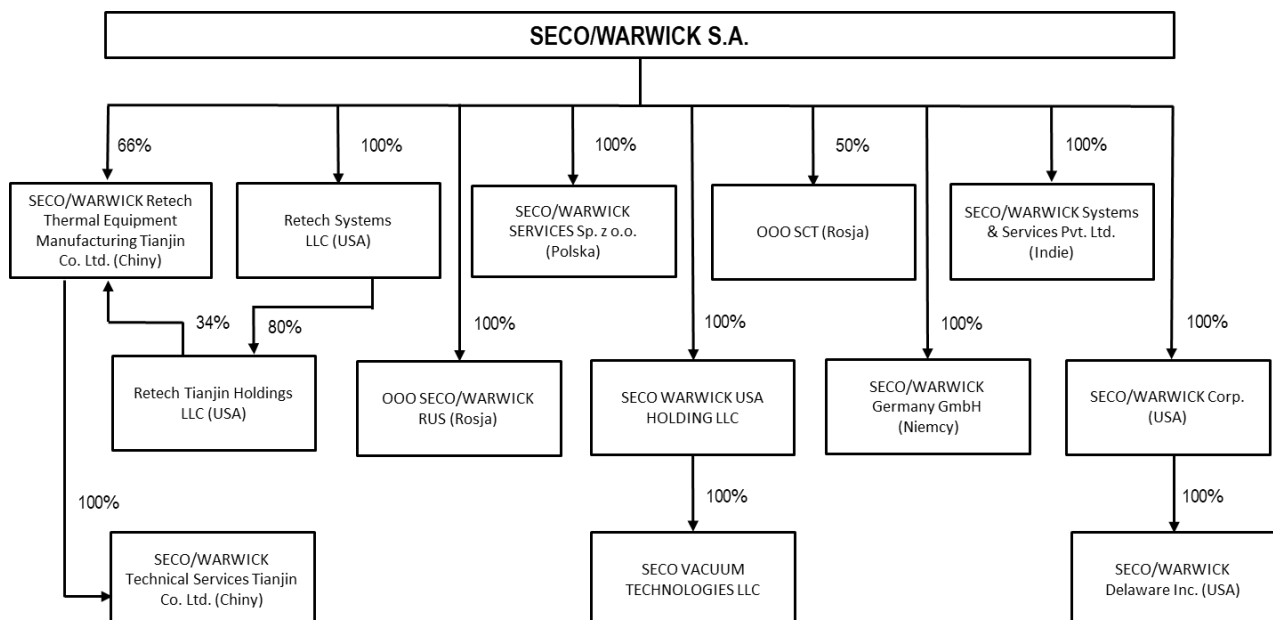 SECO/WARWICK S.A.
66%
100%
100%
50%
100%
SECO/WARWICK Retech
Thermal Equipment
Manufacturing Tianjin
Co. Ltd. (Chiny)
Retech Systems
LLC (USA)
SECO/WARWICK
SERVICES Sp. z o.o.
(Polska)
OOO SCT (Rosja)
SECO/WARWICK Systems
& Services Pvt. Ltd.
(Indie)
34%
80%
100%
100%
100%
100%
Retech Tianjin Holdings
LLC (USA)
OOO SECO/WARWICK
RUS (Rosja)
SECO WARWICK USA
HOLDING LLC
SECO/WARWICK
Germany GmbH
(Niemcy)
SECO/WARWICK Corp.
(USA)
100%
100%
100%
SECO/WARWICK
Technical Services Tianjin
Co. Ltd. (Chiny)
SECO VACUUM
TECHNOLOGIES LLC
SECO/WARWICK
Delaware Inc. (USA)